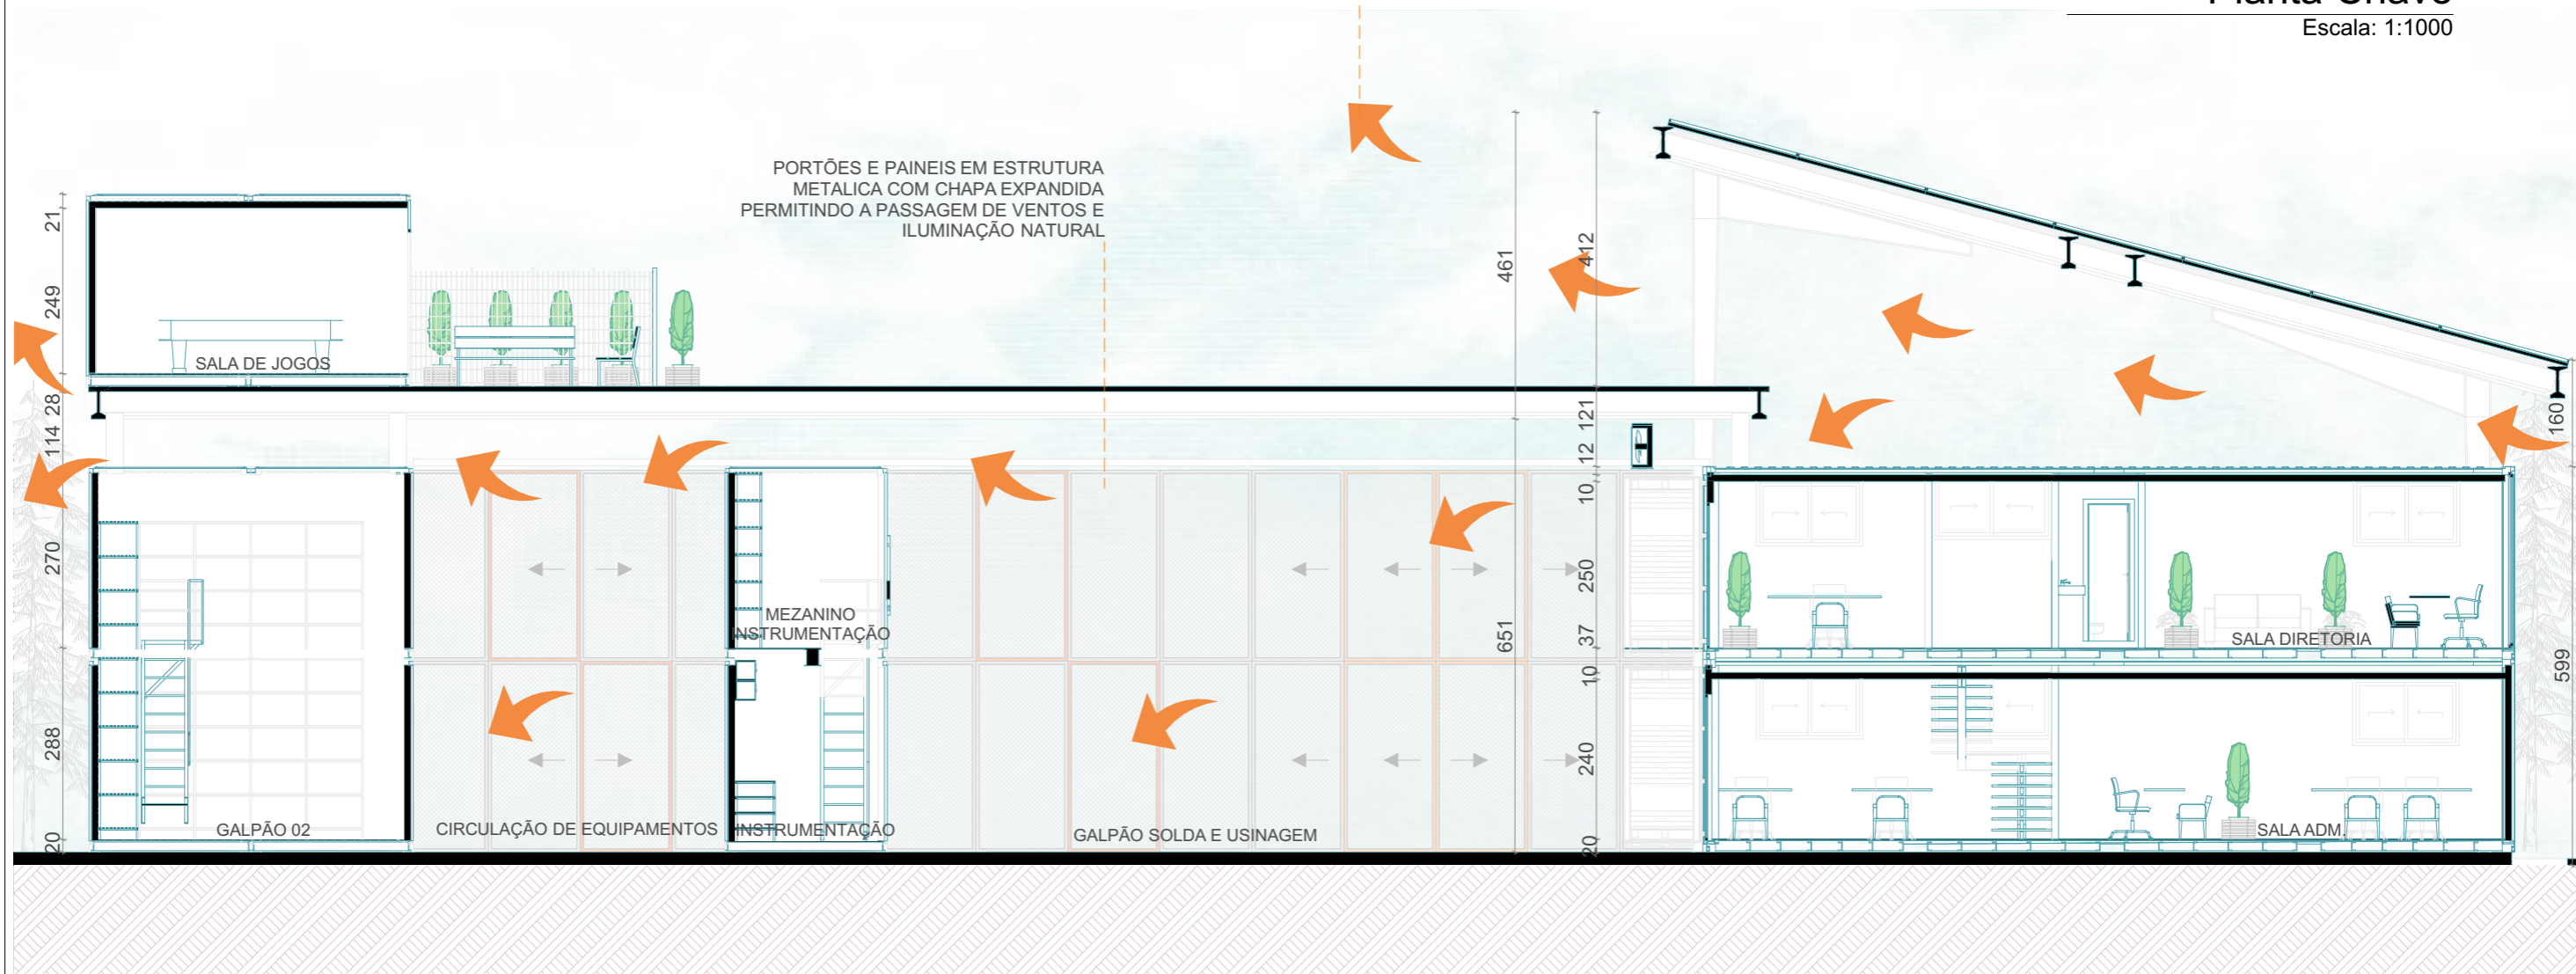 Planta Chave
Escala: 1:1000
PORTÕES E PAINEIS EM ESTRUTURA
METALICA COM CHAPA EXPANDIDA
PERMITINDO A PASSAGEM DE VENTOS E
ILUMINAÇÃO NATURAL
21
249
28
114
270
288
20
461
651
412
121
12
10
250
37
10
240
20
160
599
SALA DE JOGOS
MEZANINO
INSTRUMENTAÇÃO
SALA DIRETORIA
GALPÃO 02
CIRCULAÇÃO DE EQUIPAMENTOS
INSTRUMENTAÇÃO
GALPÃO SOLDA E USINAGEM
SALA ADM.